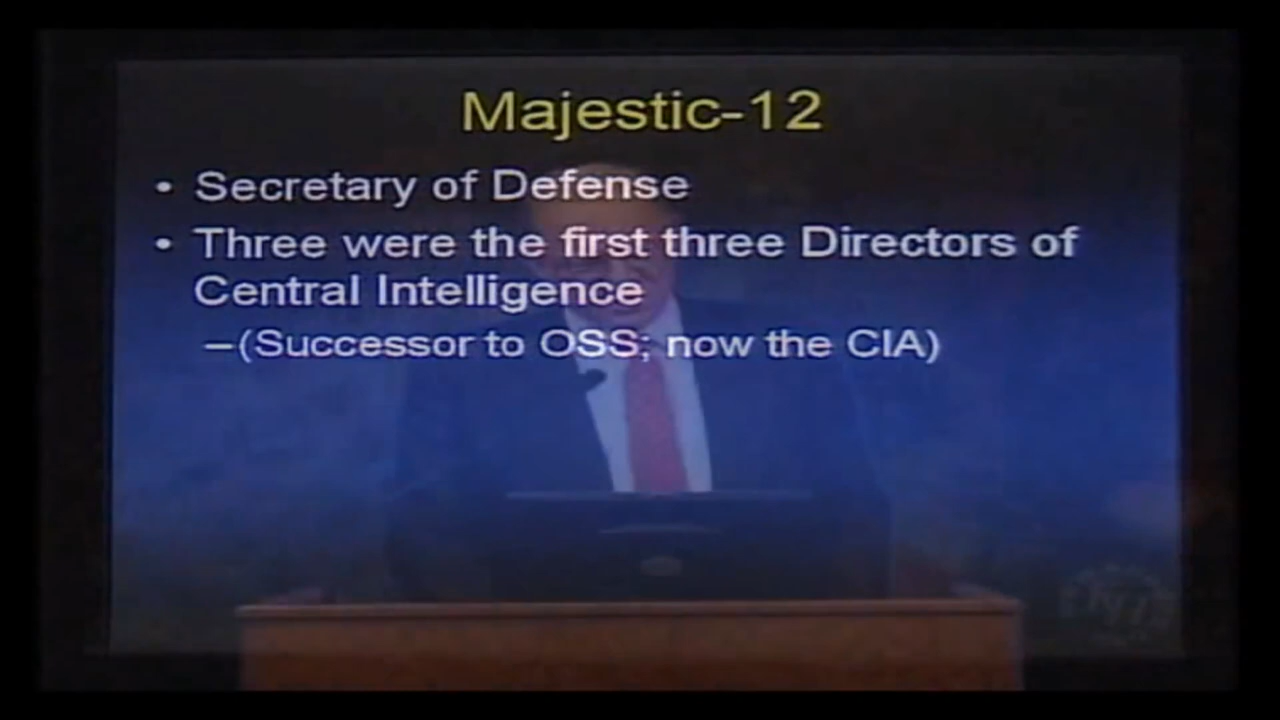 Majestic-12
• Secretary of Defense
• Three were the first three Directors of
Central Intelligence
–(Successor to OSS; now the CIA)